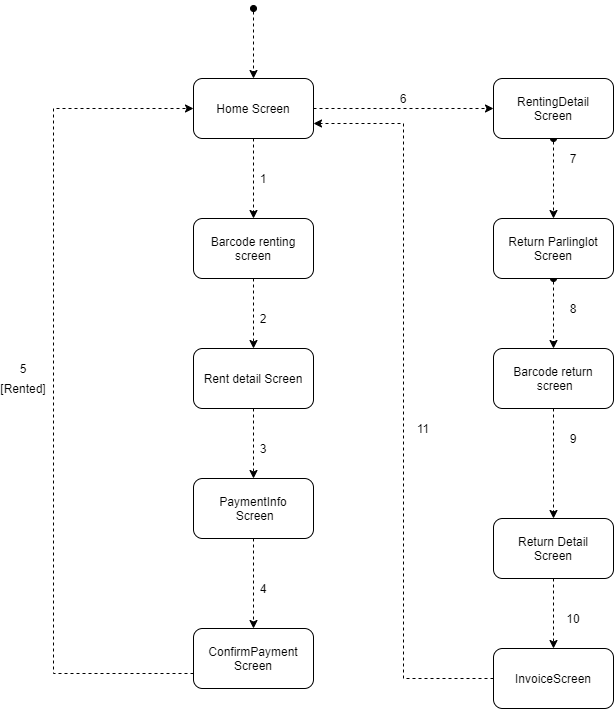 Home Screen
6
RentingDetail
Screen
1
7
Barcode renting
screen
Return Parlinglot
Screen
2
8
5
[Rented]
Rent detail Screen
Barcode return
screen
3
11
9
PaymentInfo
Screen
Return Detail
Screen
4
10
ConfirmPayment
Screen
InvoiceScreen